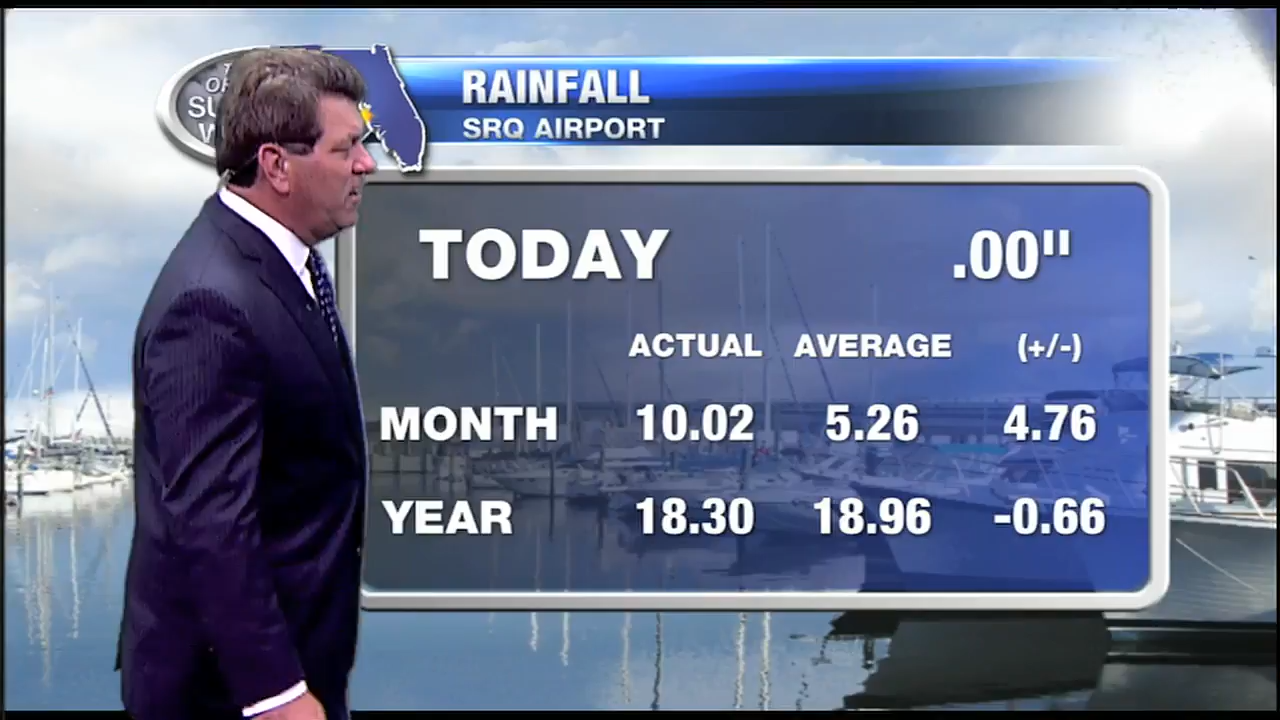 RAINFALL
SRQ AIRPORT
TODAY .00"
ACTUAL AVERAGE (+/-)
MONTH 10.02 5.26 4.76
YEAR 18.30 18.96 -0.66